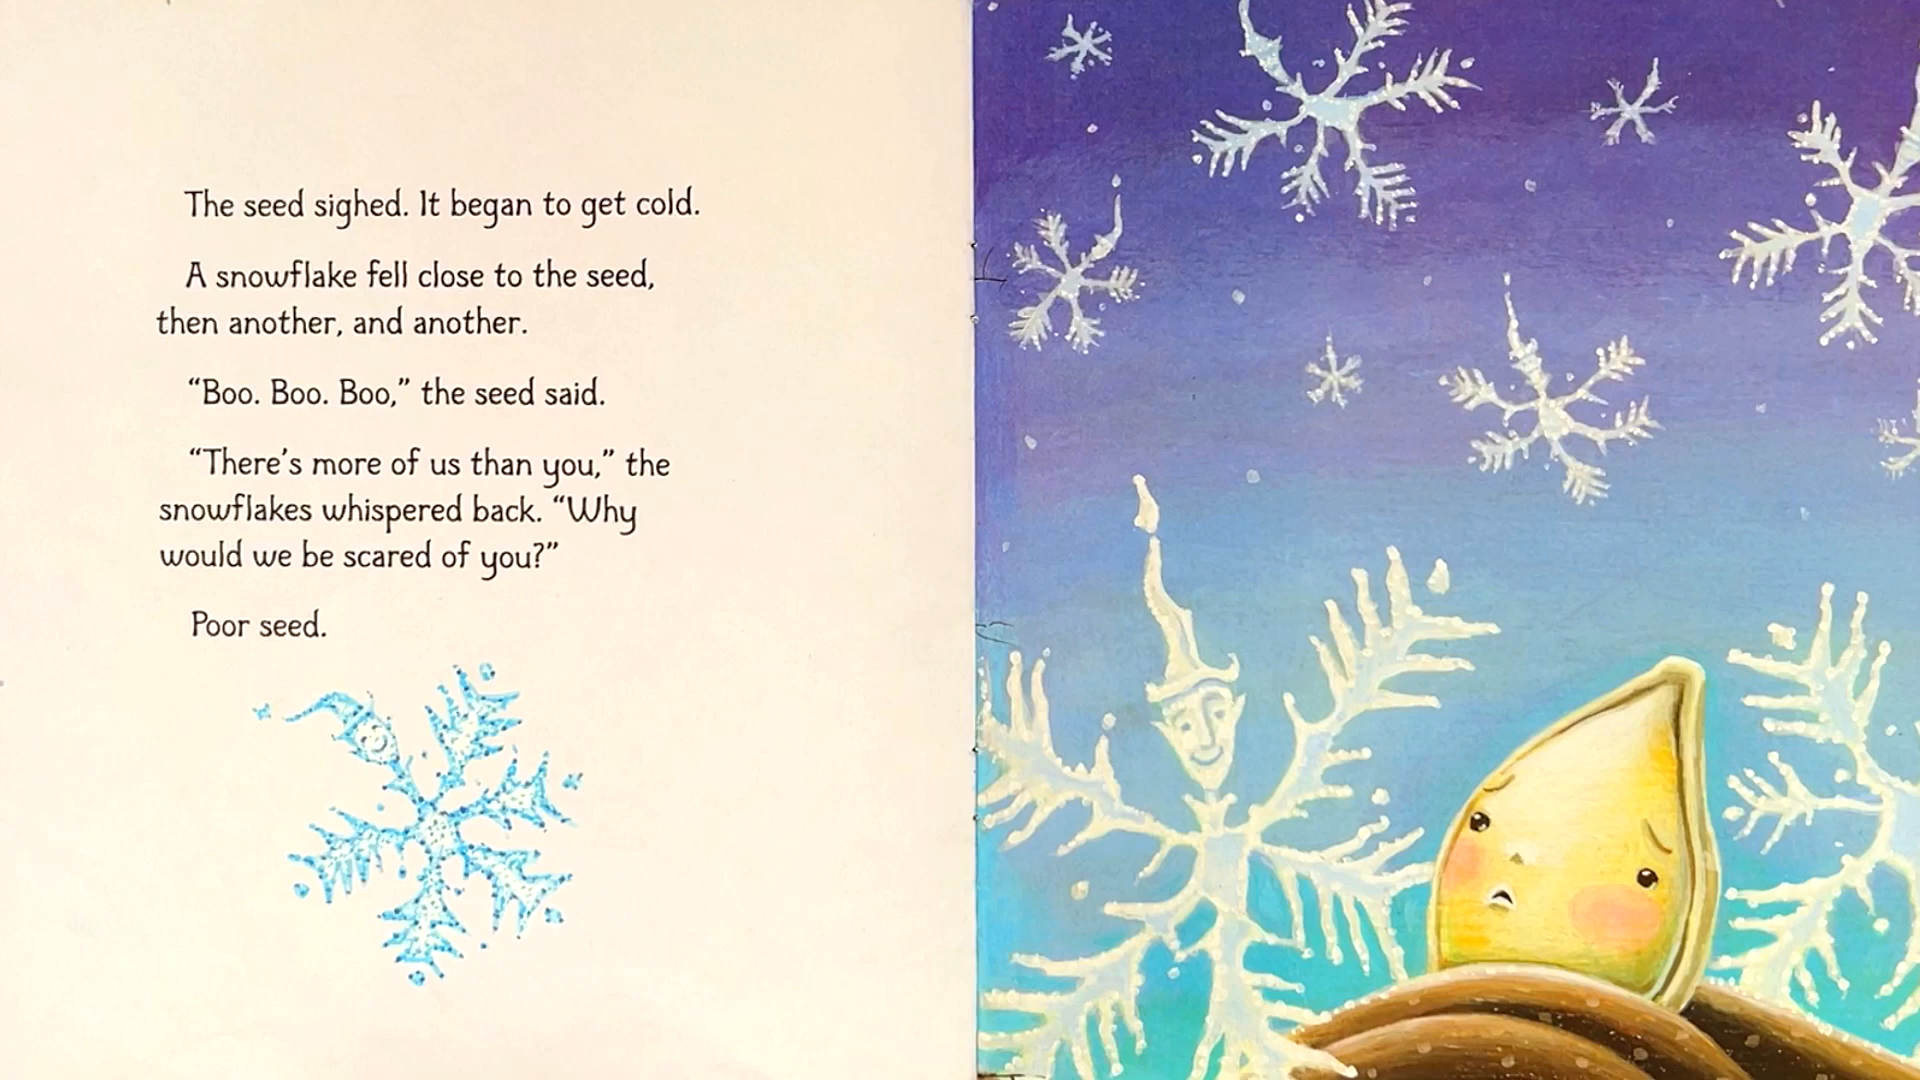 The seed sighed. It began to get cold.
A snowflake fell close to the seed,
then another, and another.
“Boo. Boo. Boo,” the seed said.
“There’s more of us than you,” the
snowflakes whispered back. “Why
would we be scared of you?”
Poor seed.